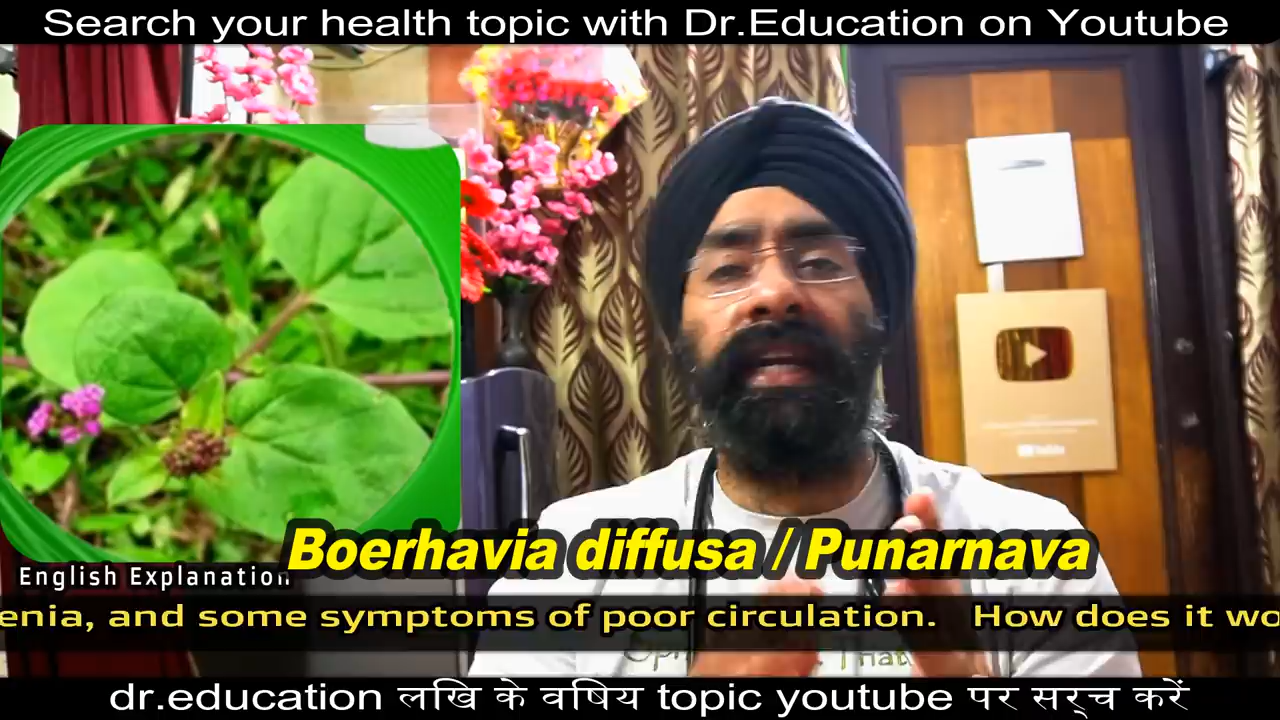 Search your health topic with Dr.Education on Youtube
Boerhavia diffusa / Punarnava
English Explanation
enia, and some symptoms of poor circulation. How does it wo
dr.education लखि के वषिय topic youtube पर सर्च करें